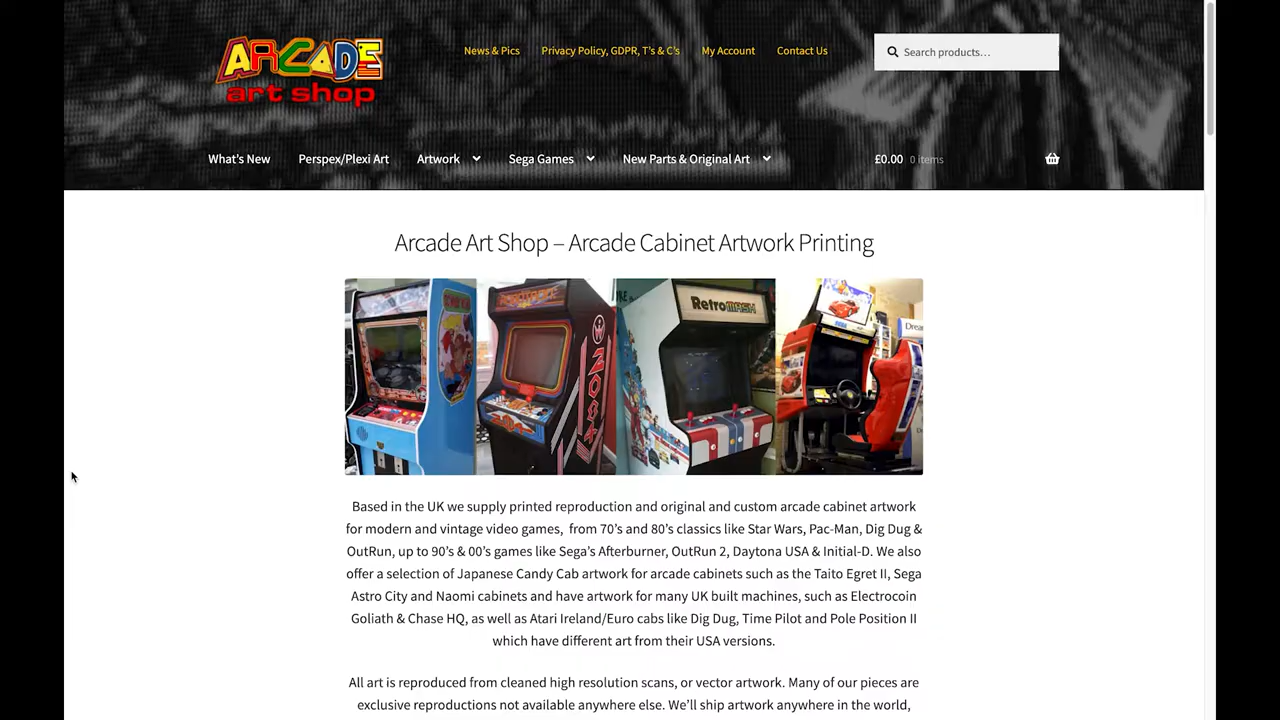 ARCADE
art shop
News & Pics
Privacy Policy, GDPR, T's & C's
My Account
Contact Us
Search products…
What's New
Perspex/Plexi Art
Artwork
Sega Games
New Parts & Original Art
£0.00 0 items
Arcade Art Shop – Arcade Cabinet Artwork Printing
RetroMASH
2084
Based in the UK we supply printed reproduction and original and custom arcade cabinet artwork
for modern and vintage video games, from 70's and 80's classics like Star Wars, Pac-Man, Dig Dug &
OutRun, up to 90's & 00's games like Sega's Afterburner, OutRun 2, Daytona USA & Initial-D. We also
offer a selection of Japanese Candy Cab artwork for arcade cabinets such as the Taito Egret II, Sega
Astro City and Naomi cabinets and have artwork for many UK built machines, such as Electrocoin
Goliath & Chase HQ, as well as Atari Ireland/Euro cabs like Dig Dug, Time Pilot and Pole Position II
which have different art from their USA versions.
All art is reproduced from cleaned high resolution scans, or vector artwork. Many of our pieces are
exclusive reproductions not available anywhere else. We'll ship artwork anywhere in the world,